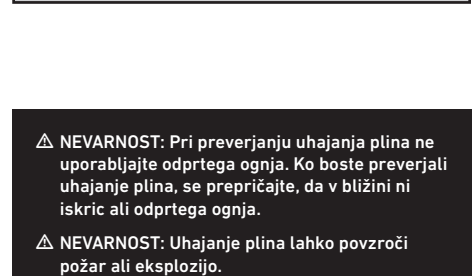 ⚠ NEVARNOST: Pri preverjanju uhajanja plina ne
uporabljajte odprtega ognja. Ko boste preverjali
uhajanje plina, se prepričajte, da v bližini ni
iskric ali odprtega ognja.
⚠ NEVARNOST: Uhajanje plina lahko povzroči
požar ali eksplozijo.